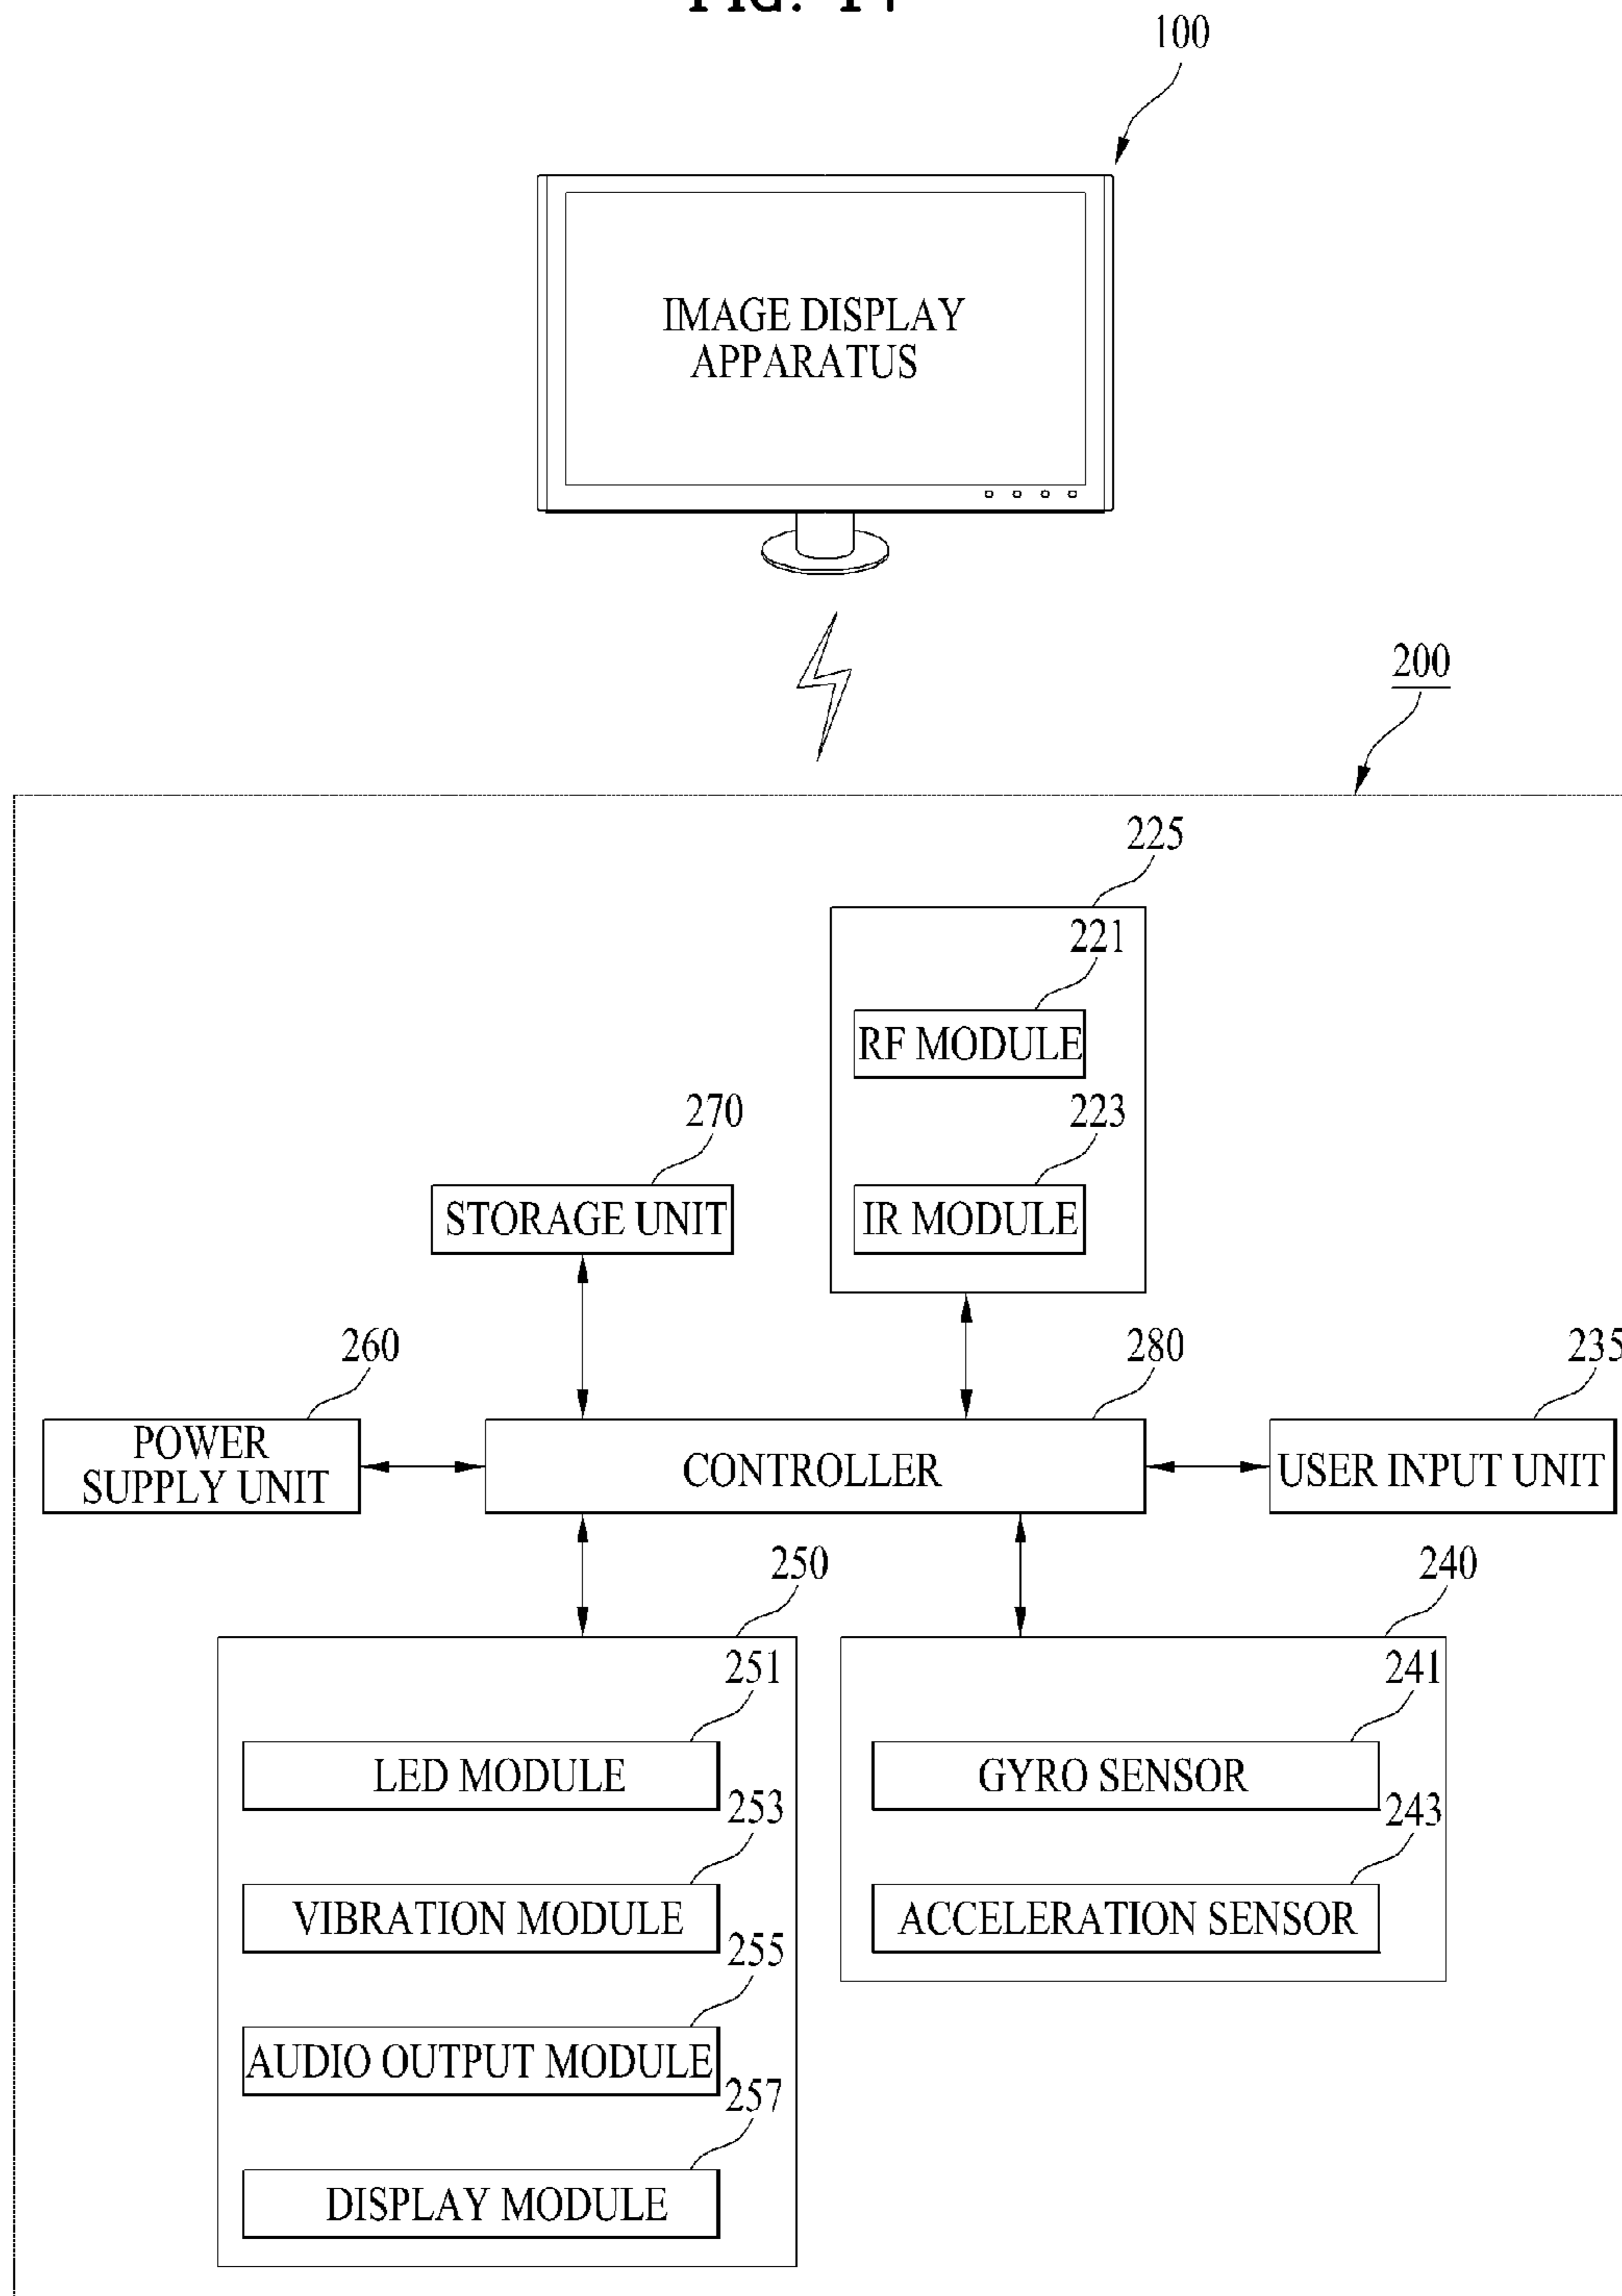 100
IMAGE DISPLAY
APPARATUS
200
225
221
RF MODULE
270
223
STORAGE UNIT
IR MODULE
260
280
235
POWER
SUPPLY UNIT
CONTROLLER
USER INPUT UNIT
250
240
251
241
LED MODULE
GYRO SENSOR
253
243
VIBRATION MODULE
ACCELERATION SENSOR
255
AUDIO OUTPUT MODULE
257
DISPLAY MODULE